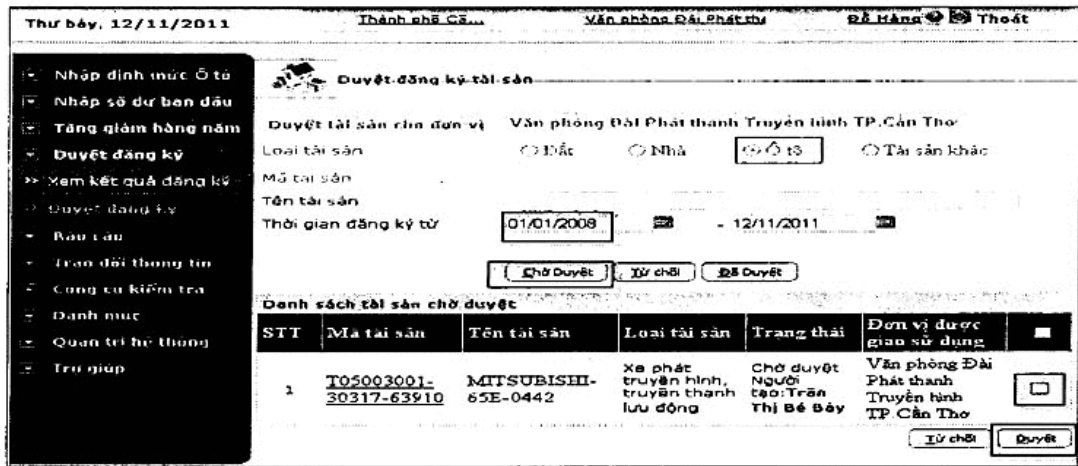 Thứ bảy, 12/11/2011 Thành phố Cầ... Văn phòng Đài Phát tha Đỗ Hằng Thoát
Nhập định mức Ô tô
Nhập số dư ban đầu
Tăng giảm hàng năm
Duyệt đăng ký
Xem kết quả đăng ký
Duyệt đăng ký
Báo cáo
Trao đổi thông tin
Công cụ kiểm tra
Danh mục
Quản trị hệ thống
Trợ giúp
Duyệt đăng ký tài sản
Duyệt tài sản cho đơn vị Văn phòng Đài Phát thanh Truyền hình TP.Cần Thơ
Loại tài sản Đất Nhà Ô tô Tài sản khác
Mã tài sản
Tên tài sản
Thời gian đăng ký từ 01/01/2008 - 12/11/2011
Chờ Duyệt Từ chối Đã Duyệt
Danh sách tài sản chờ duyệt
STT Mã tài sản Tên tài sản Loại tài sản Trạng thái Đơn vị được giao sử dụng
1 T05003001-30317-63910 MITSUBISHI-65E-0442 Xe phát truyền hình, truyền thanh lưu động Chờ duyệt Người tạo:Trần Thị Bé Bảy Văn phòng Đài Phát thanh Truyền hình TP.Cần Thơ
Từ chối Duyệt